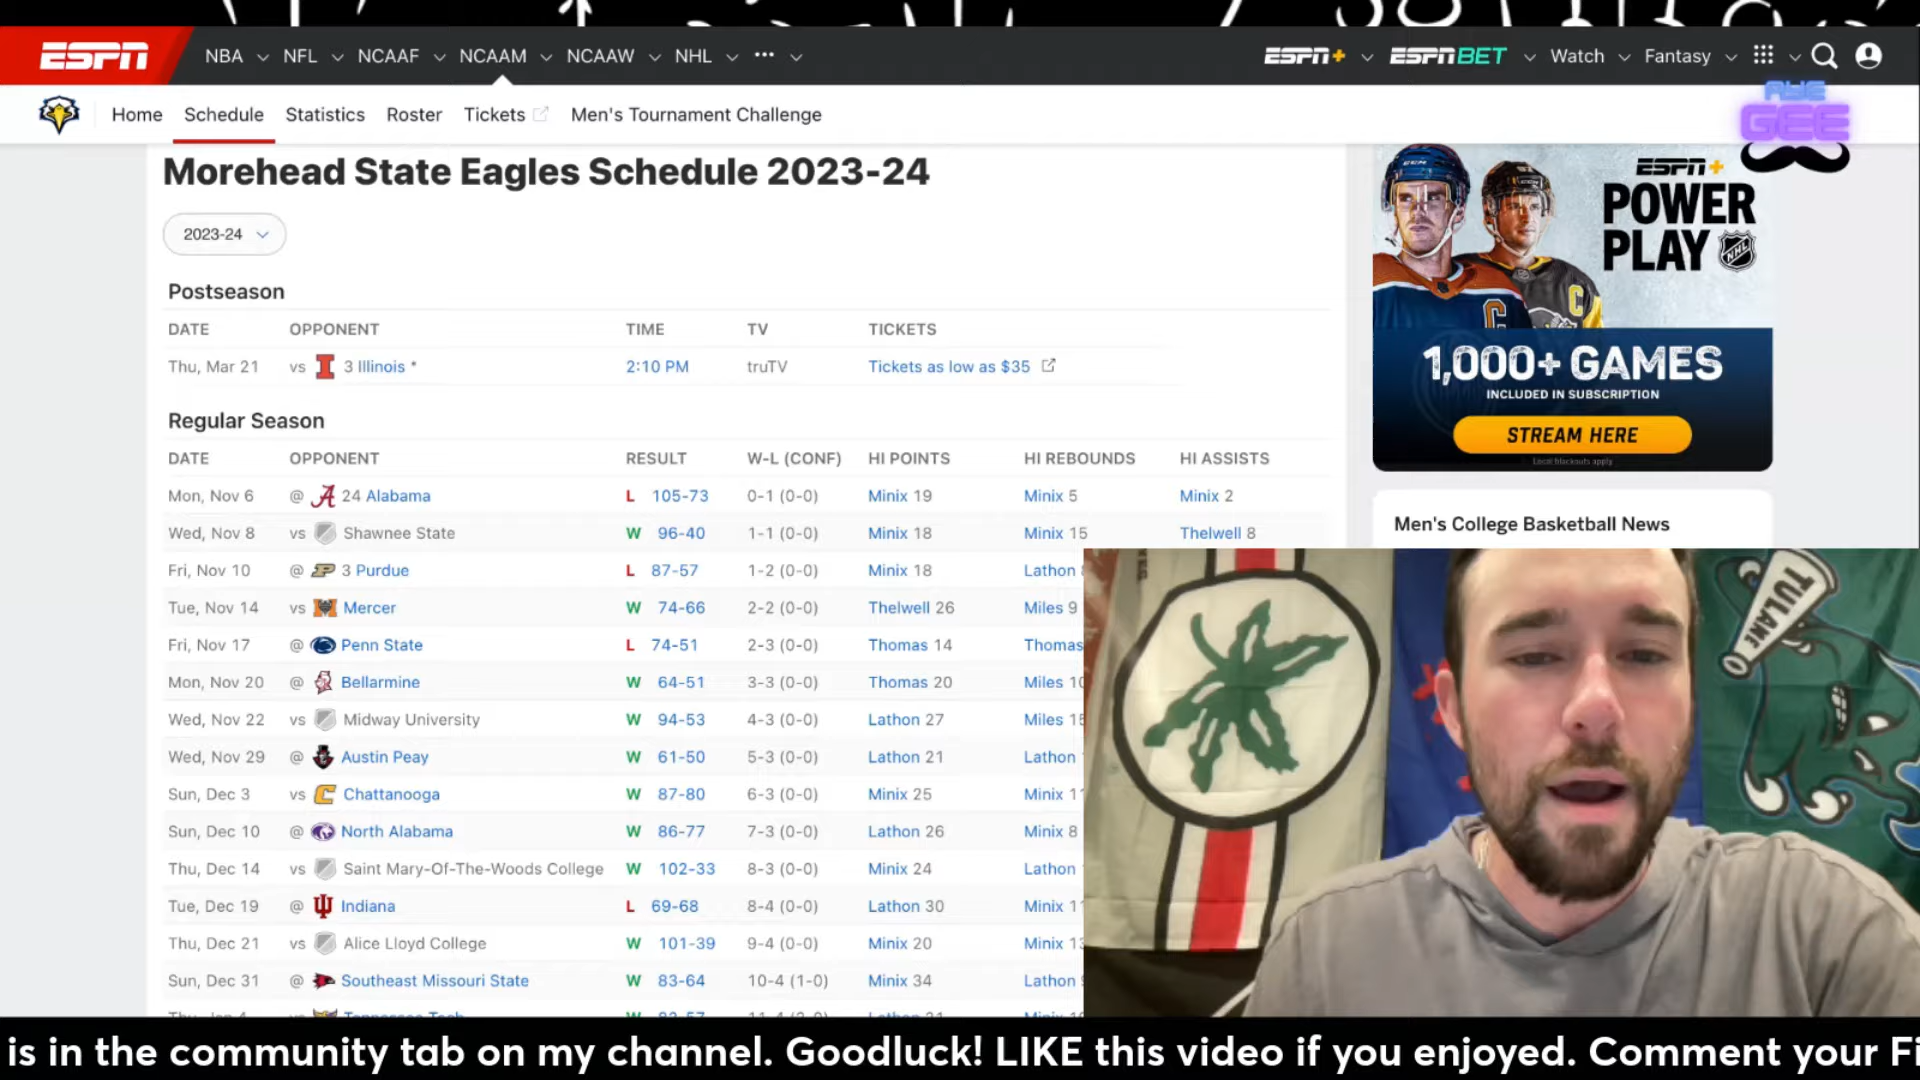 ESPN NBA NFL NCAAF NCAAM NCAAW NHL ESPN+ ESPN BET Watch Fantasy
AYE
GEE
Home Schedule Statistics Roster Tickets Men's Tournament Challenge
Morehead State Eagles Schedule 2023-24
2023-24
Postseason
DATE OPPONENT TIME TV TICKETS
Thu, Mar 21 vs 3 Illinois * 2:10 PM truTV Tickets as low as $35
Regular Season
DATE OPPONENT RESULT W-L (CONF) HI POINTS HI REBOUNDS HI ASSISTS
Mon, Nov 6 @ 24 Alabama L 105-73 0-1 (0-0) Minix 19 Minix 5 Minix 2
Wed, Nov 8 vs Shawnee State W 96-40 1-1 (0-0) Minix 18 Minix 15 Thelwell 8
Fri, Nov 10 @ 3 Purdue L 87-57 1-2 (0-0) Minix 18 Lathon
Tue, Nov 14 vs Mercer W 74-66 2-2 (0-0) Thelwell 26 Miles 9
Fri, Nov 17 @ Penn State L 74-51 2-3 (0-0) Thomas 14 Thomas
Mon, Nov 20 @ Bellarmine W 64-51 3-3 (0-0) Thomas 20 Miles
Wed, Nov 22 vs Midway University W 94-53 4-3 (0-0) Lathon 27 Miles
Wed, Nov 29 @ Austin Peay W 61-50 5-3 (0-0) Lathon 21 Lathon
Sun, Dec 3 vs Chattanooga W 87-80 6-3 (0-0) Minix 25 Minix
Sun, Dec 10 @ North Alabama W 86-77 7-3 (0-0) Lathon 26 Minix 8
Thu, Dec 14 vs Saint Mary-Of-The-Woods College W 102-33 8-3 (0-0) Minix 24 Lathon
Tue, Dec 19 @ Indiana L 69-68 8-4 (0-0) Lathon 30 Minix
Thu, Dec 21 vs Alice Lloyd College W 101-39 9-4 (0-0) Minix 20 Minix
Sun, Dec 31 @ Southeast Missouri State W 83-64 10-4 (1-0) Minix 34 Lathon
ESPN+
POWER
PLAY NHL
1,000+ GAMES
INCLUDED IN SUBSCRIPTION
STREAM HERE
Local blackouts apply
Men's College Basketball News
TULANE
is in the community tab on my channel. Goodluck! LIKE this video if you enjoyed. Comment your Fi